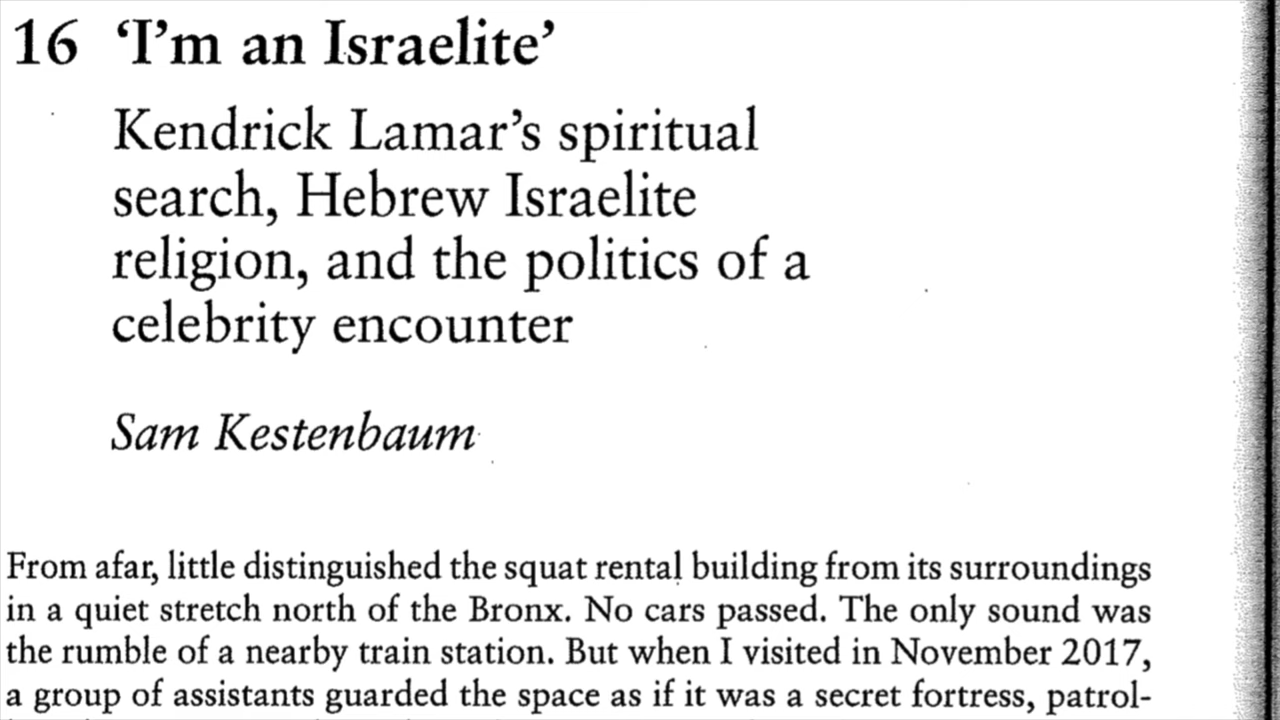 16 ‘I’m an Israelite’
Kendrick Lamar’s spiritual
search, Hebrew Israelite
religion, and the politics of a
celebrity encounter
Sam Kestenbaum
From afar, little distinguished the squat rental building from its surroundings
in a quiet stretch north of the Bronx. No cars passed. The only sound was
the rumble of a nearby train station. But when I visited in November 2017,
a group of assistants guarded the space as if it was a secret fortress, patrol-